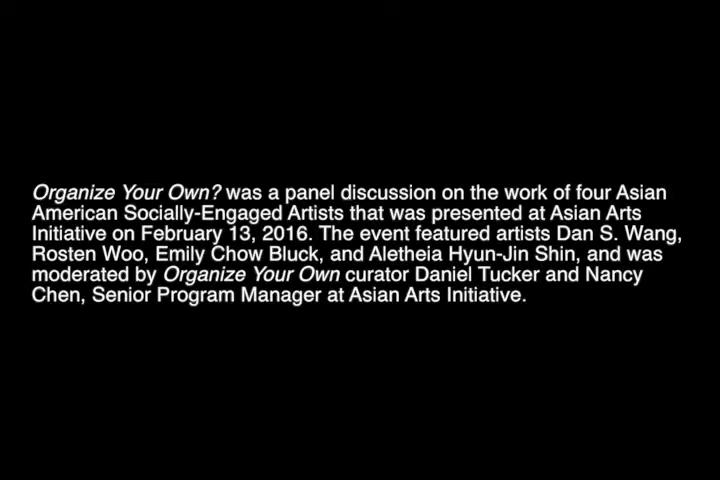 Organize Your Own? was a panel discussion on the work of four Asian
American Socially-Engaged Artists that was presented at Asian Arts
Initiative on February 13, 2016. The event featured artists Dan S. Wang,
Rosten Woo, Emily Chow Bluck, and Aletheia Hyun-Jin Shin, and was
moderated by Organize Your Own curator Daniel Tucker and Nancy
Chen, Senior Program Manager at Asian Arts Initiative.